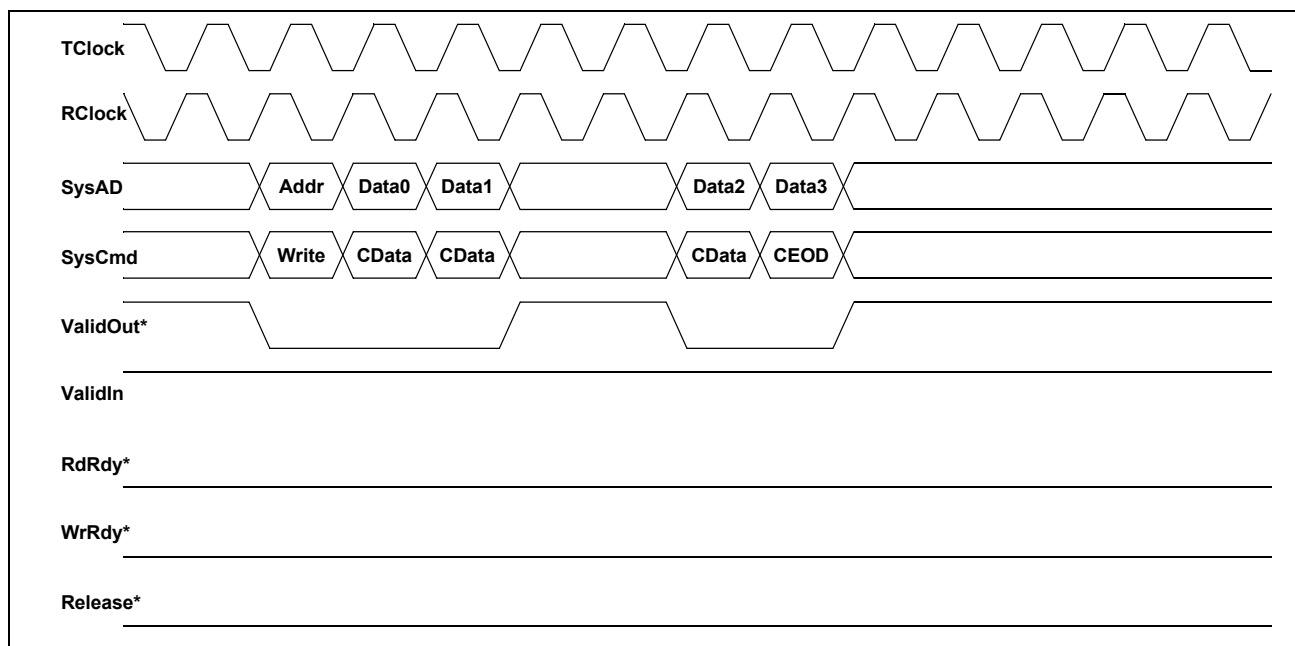 TClock
RClock
SysAD Addr Data0 Data1 Data2 Data3
SysCmd Write CData CData CData CEOD
ValidOut*
ValidIn
RdRdy*
WrRdy*
Release*